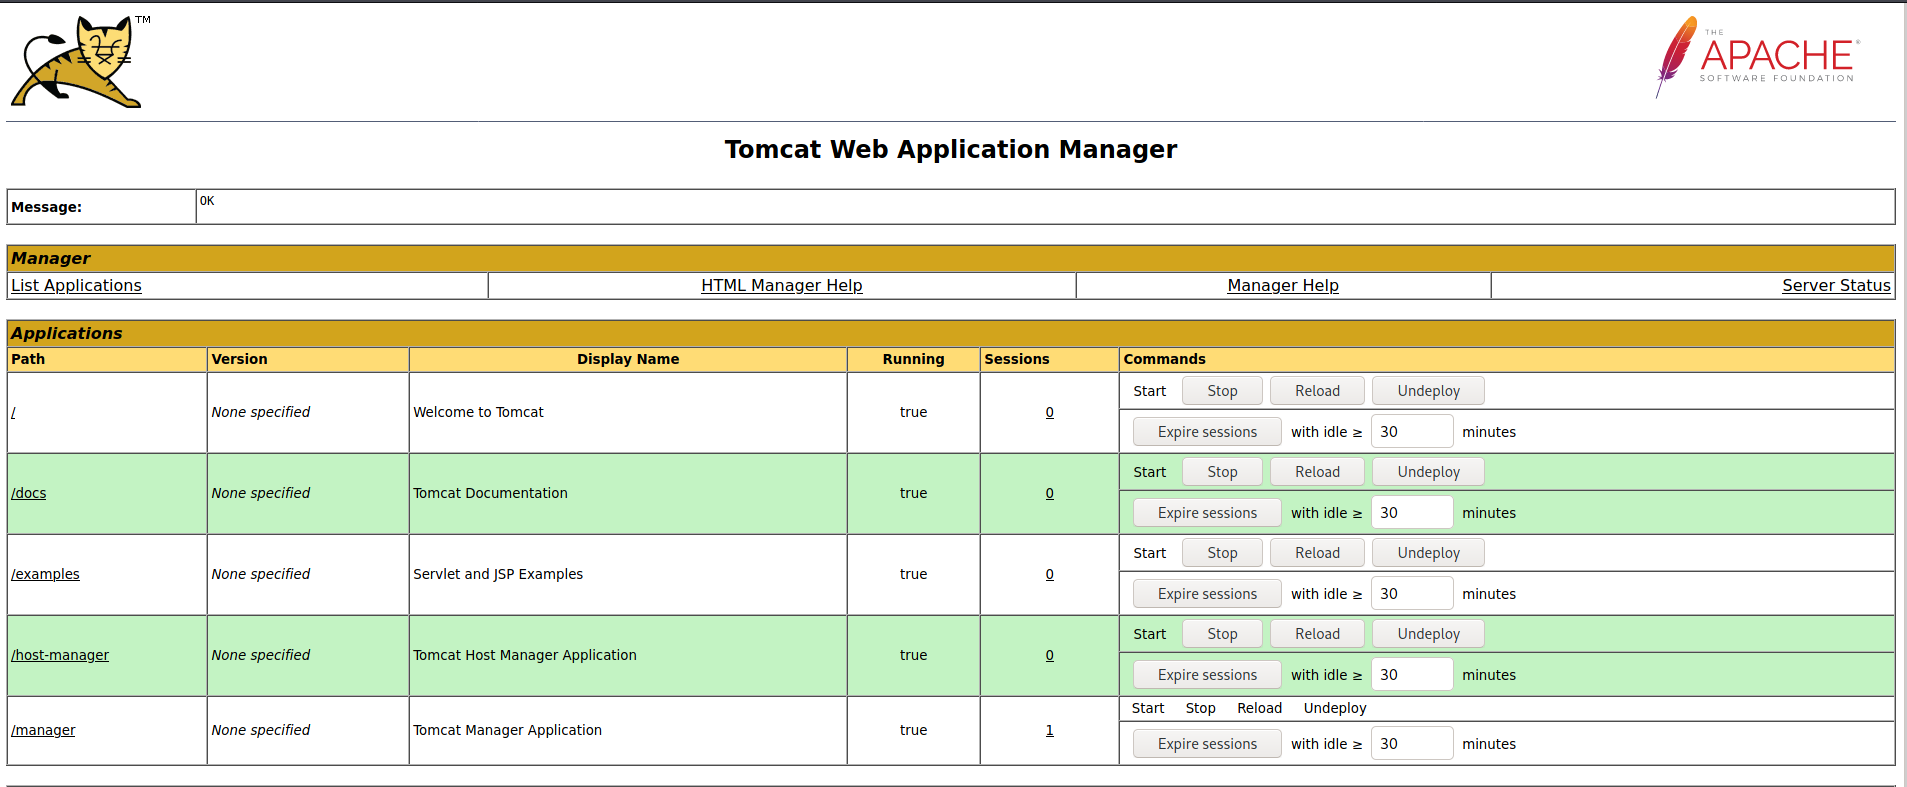 TM
THE
APACHE®
SOFTWARE FOUNDATION
Tomcat Web Application Manager
Message: OK
Manager
List Applications HTML Manager Help Manager Help Server Status
Applications
Path Version Display Name Running Sessions Commands
/ None specified Welcome to Tomcat true 0
Start Stop Reload Undeploy
Expire sessions with idle ≥ 30 minutes
/docs None specified Tomcat Documentation true 0
Start Stop Reload Undeploy
Expire sessions with idle ≥ 30 minutes
/examples None specified Servlet and JSP Examples true 0
Start Stop Reload Undeploy
Expire sessions with idle ≥ 30 minutes
/host-manager None specified Tomcat Host Manager Application true 0
Start Stop Reload Undeploy
Expire sessions with idle ≥ 30 minutes
/manager None specified Tomcat Manager Application true 1
Start Stop Reload Undeploy
Expire sessions with idle ≥ 30 minutes